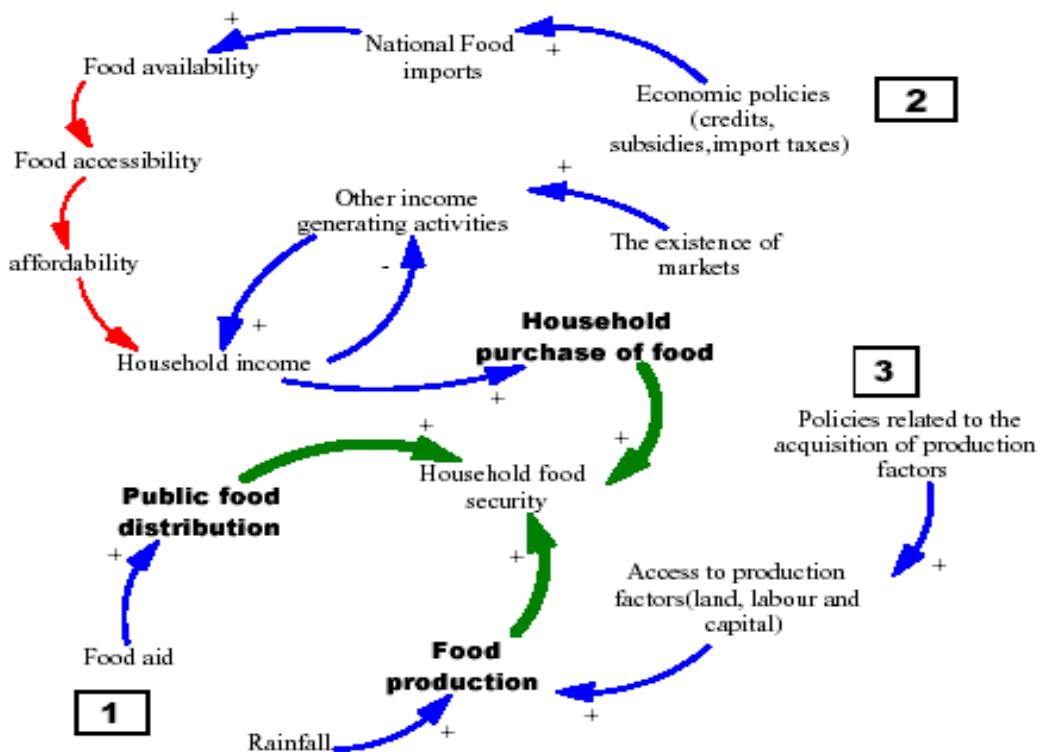 +
National Food
imports
+
Food availability
Economic policies
(credits,
subsidies,import taxes)
2
Food accessibility
+
Other income
generating activities
The existence of
markets
affordability
-
+
Household
purchase of food
Household income
3
+
Policies related to the
acquisition of production
factors
+
+
Household food
security
Public food
distribution
+
+
+
Access to production
factors(land, labour and
capital)
Food aid
Food
production
1
+
+
Rainfall